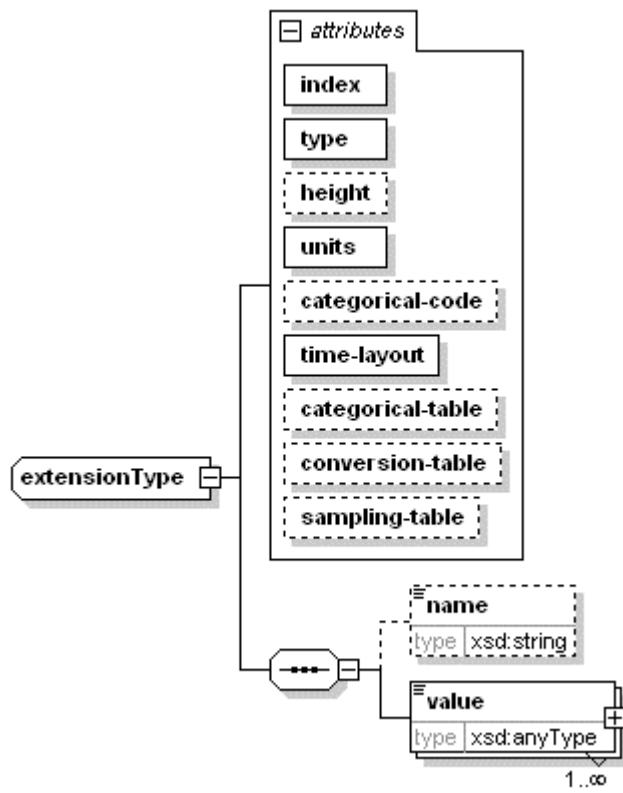 attributes
index
type
height
units
categorical-code
time-layout
categorical-table
conversion-table
sampling-table
extensionType
name
type xsd:string
value
type xsd:anyType
1..∞